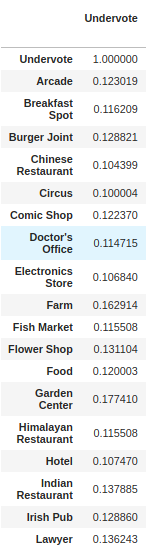 Undervote
Undervote 1.000000
Arcade 0.123019
Breakfast
Spot 0.116209
Burger Joint 0.128821
Chinese
Restaurant 0.104399
Circus 0.100004
Comic Shop 0.122370
Doctor's
Office 0.114715
Electronics
Store 0.106840
Farm 0.162914
Fish Market 0.115508
Flower Shop 0.131104
Food 0.120003
Garden
Center 0.177410
Himalayan
Restaurant 0.115508
Hotel 0.107470
Indian
Restaurant 0.137885
Irish Pub 0.128860
Lawyer 0.136243